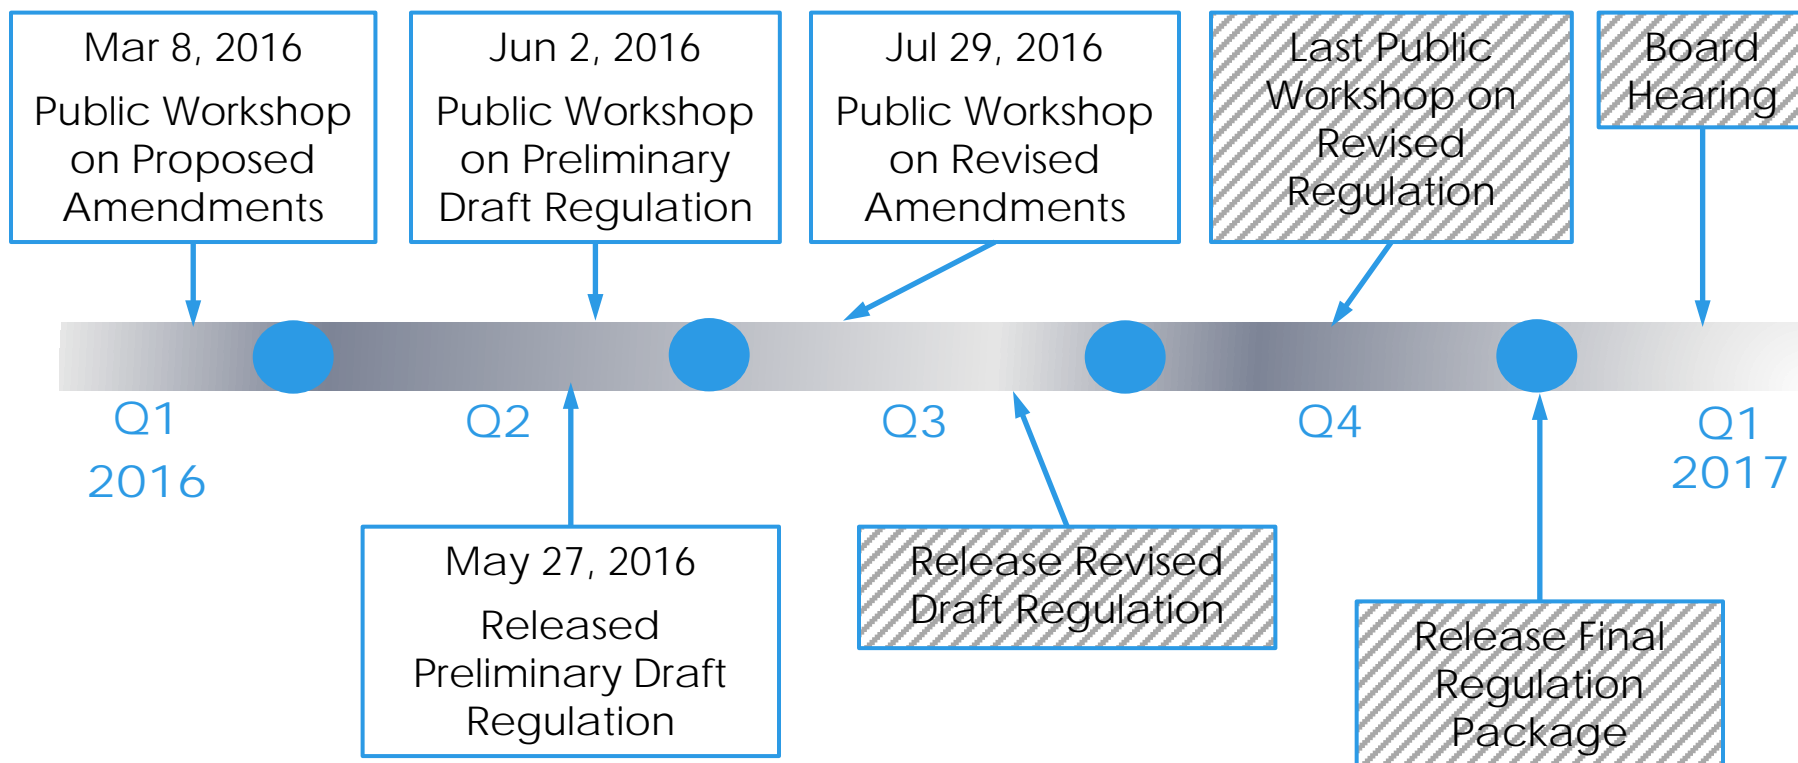 Mar 8, 2016
Public Workshop
on Proposed
Amendments
Jun 2, 2016
Public Workshop
on Preliminary
Draft Regulation
Jul 29, 2016
Public Workshop
on Revised
Amendments
Last Public
Workshop on
Revised
Regulation
Board
Hearing
Q1
2016
Q2
Q3
Q4
Q1
2017
May 27, 2016
Released
Preliminary Draft
Regulation
Release Revised
Draft Regulation
Release Final
Regulation
Package